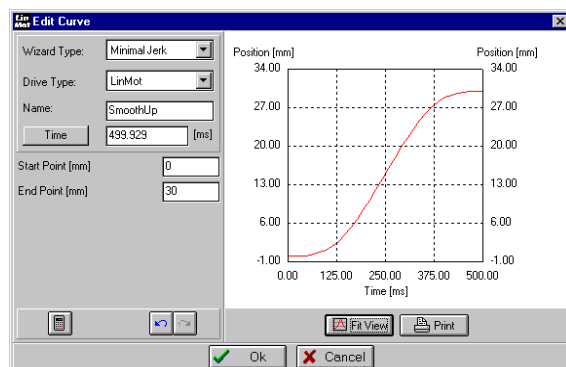 Lin
Mot Edit Curve
Wizard Type: Minimal Jerk
Drive Type: LinMot
Name: SmoothUp
Time 499.929 [ms]
Start Point [mm] 0
End Point [mm] 30
Position [mm] Position [mm]
34.00 34.00
27.00 27.00
20.00 20.00
13.00 13.00
6.00 6.00
-1.00 -1.00
0.00 125.00 250.00 375.00 500.00
Time [ms]
Fit View Print
Ok Cancel